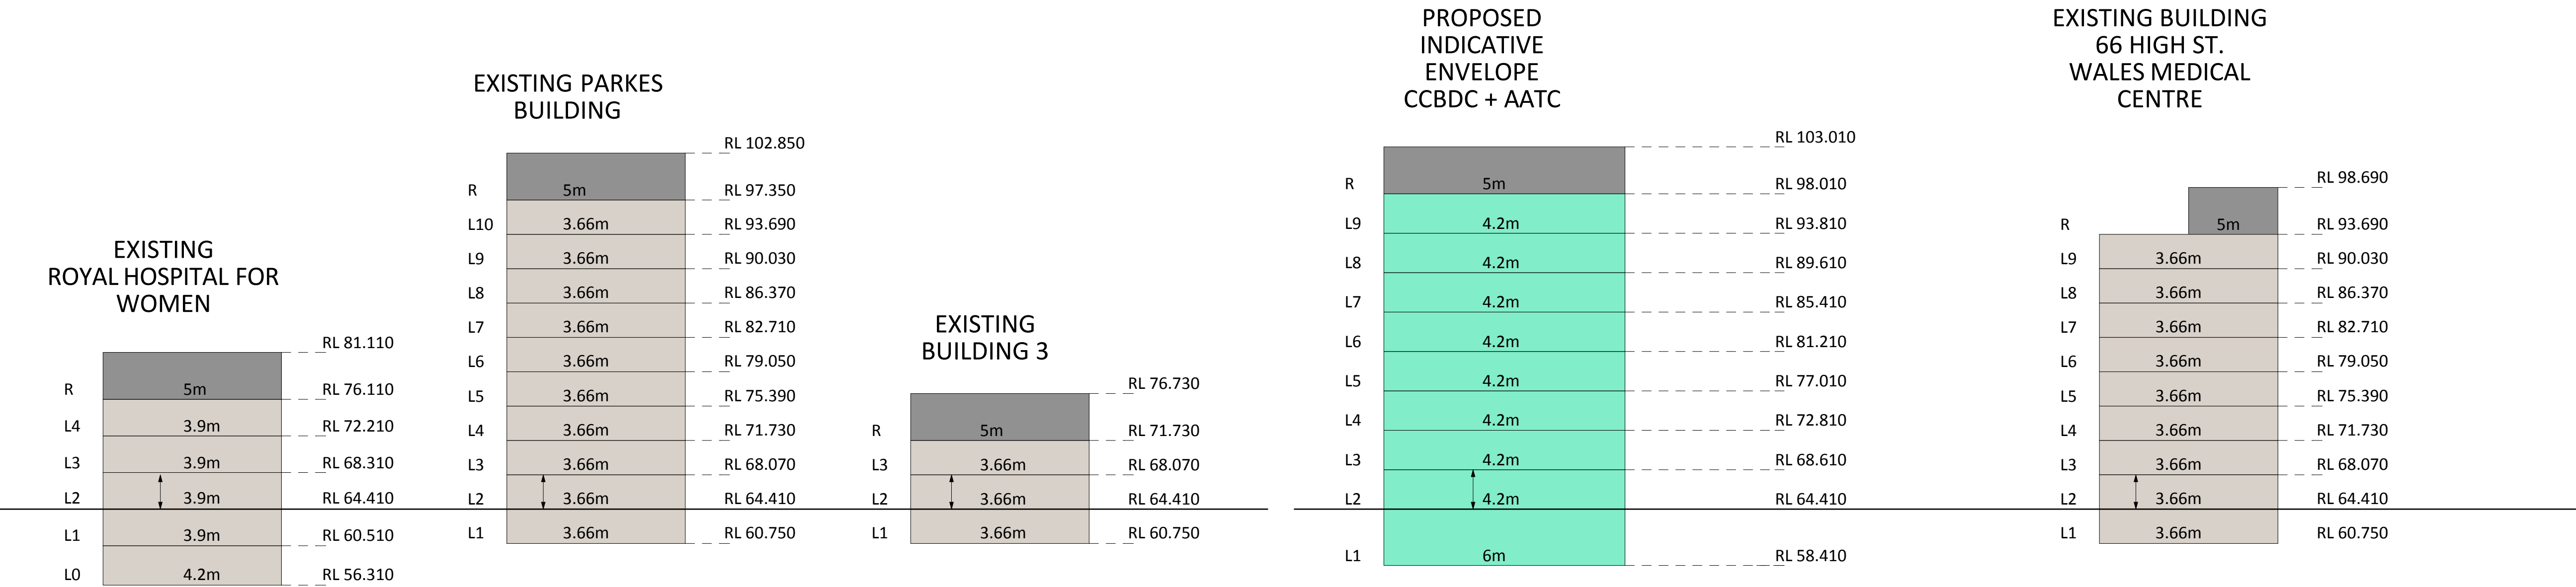 EXISTING
ROYAL HOSPITAL FOR
WOMEN
RL 81.110
R 5m RL 76.110
L4 3.9m RL 72.210
L3 3.9m RL 68.310
L2 3.9m RL 64.410
L1 3.9m RL 60.510
L0 4.2m RL 56.310
EXISTING PARKES
BUILDING
RL 102.850
R 5m RL 97.350
L10 3.66m RL 93.690
L9 3.66m RL 90.030
L8 3.66m RL 86.370
L7 3.66m RL 82.710
L6 3.66m RL 79.050
L5 3.66m RL 75.390
L4 3.66m RL 71.730
L3 3.66m RL 68.070
L2 3.66m RL 64.410
L1 3.66m RL 60.750
EXISTING
BUILDING 3
RL 76.730
R 5m RL 71.730
L3 3.66m RL 68.070
L2 3.66m RL 64.410
L1 3.66m RL 60.750
PROPOSED
INDICATIVE
ENVELOPE
CCBDC + AATC
RL 103.010
R 5m RL 98.010
L9 4.2m RL 93.810
L8 4.2m RL 89.610
L7 4.2m RL 85.410
L6 4.2m RL 81.210
L5 4.2m RL 77.010
L4 4.2m RL 72.810
L3 4.2m RL 68.610
L2 4.2m RL 64.410
L1 6m RL 58.410
EXISTING BUILDING
66 HIGH ST.
WALES MEDICAL
CENTRE
RL 98.690
R 5m RL 93.690
L9 3.66m RL 90.030
L8 3.66m RL 86.370
L7 3.66m RL 82.710
L6 3.66m RL 79.050
L5 3.66m RL 75.390
L4 3.66m RL 71.730
L3 3.66m RL 68.070
L2 3.66m RL 64.410
L1 3.66m RL 60.750